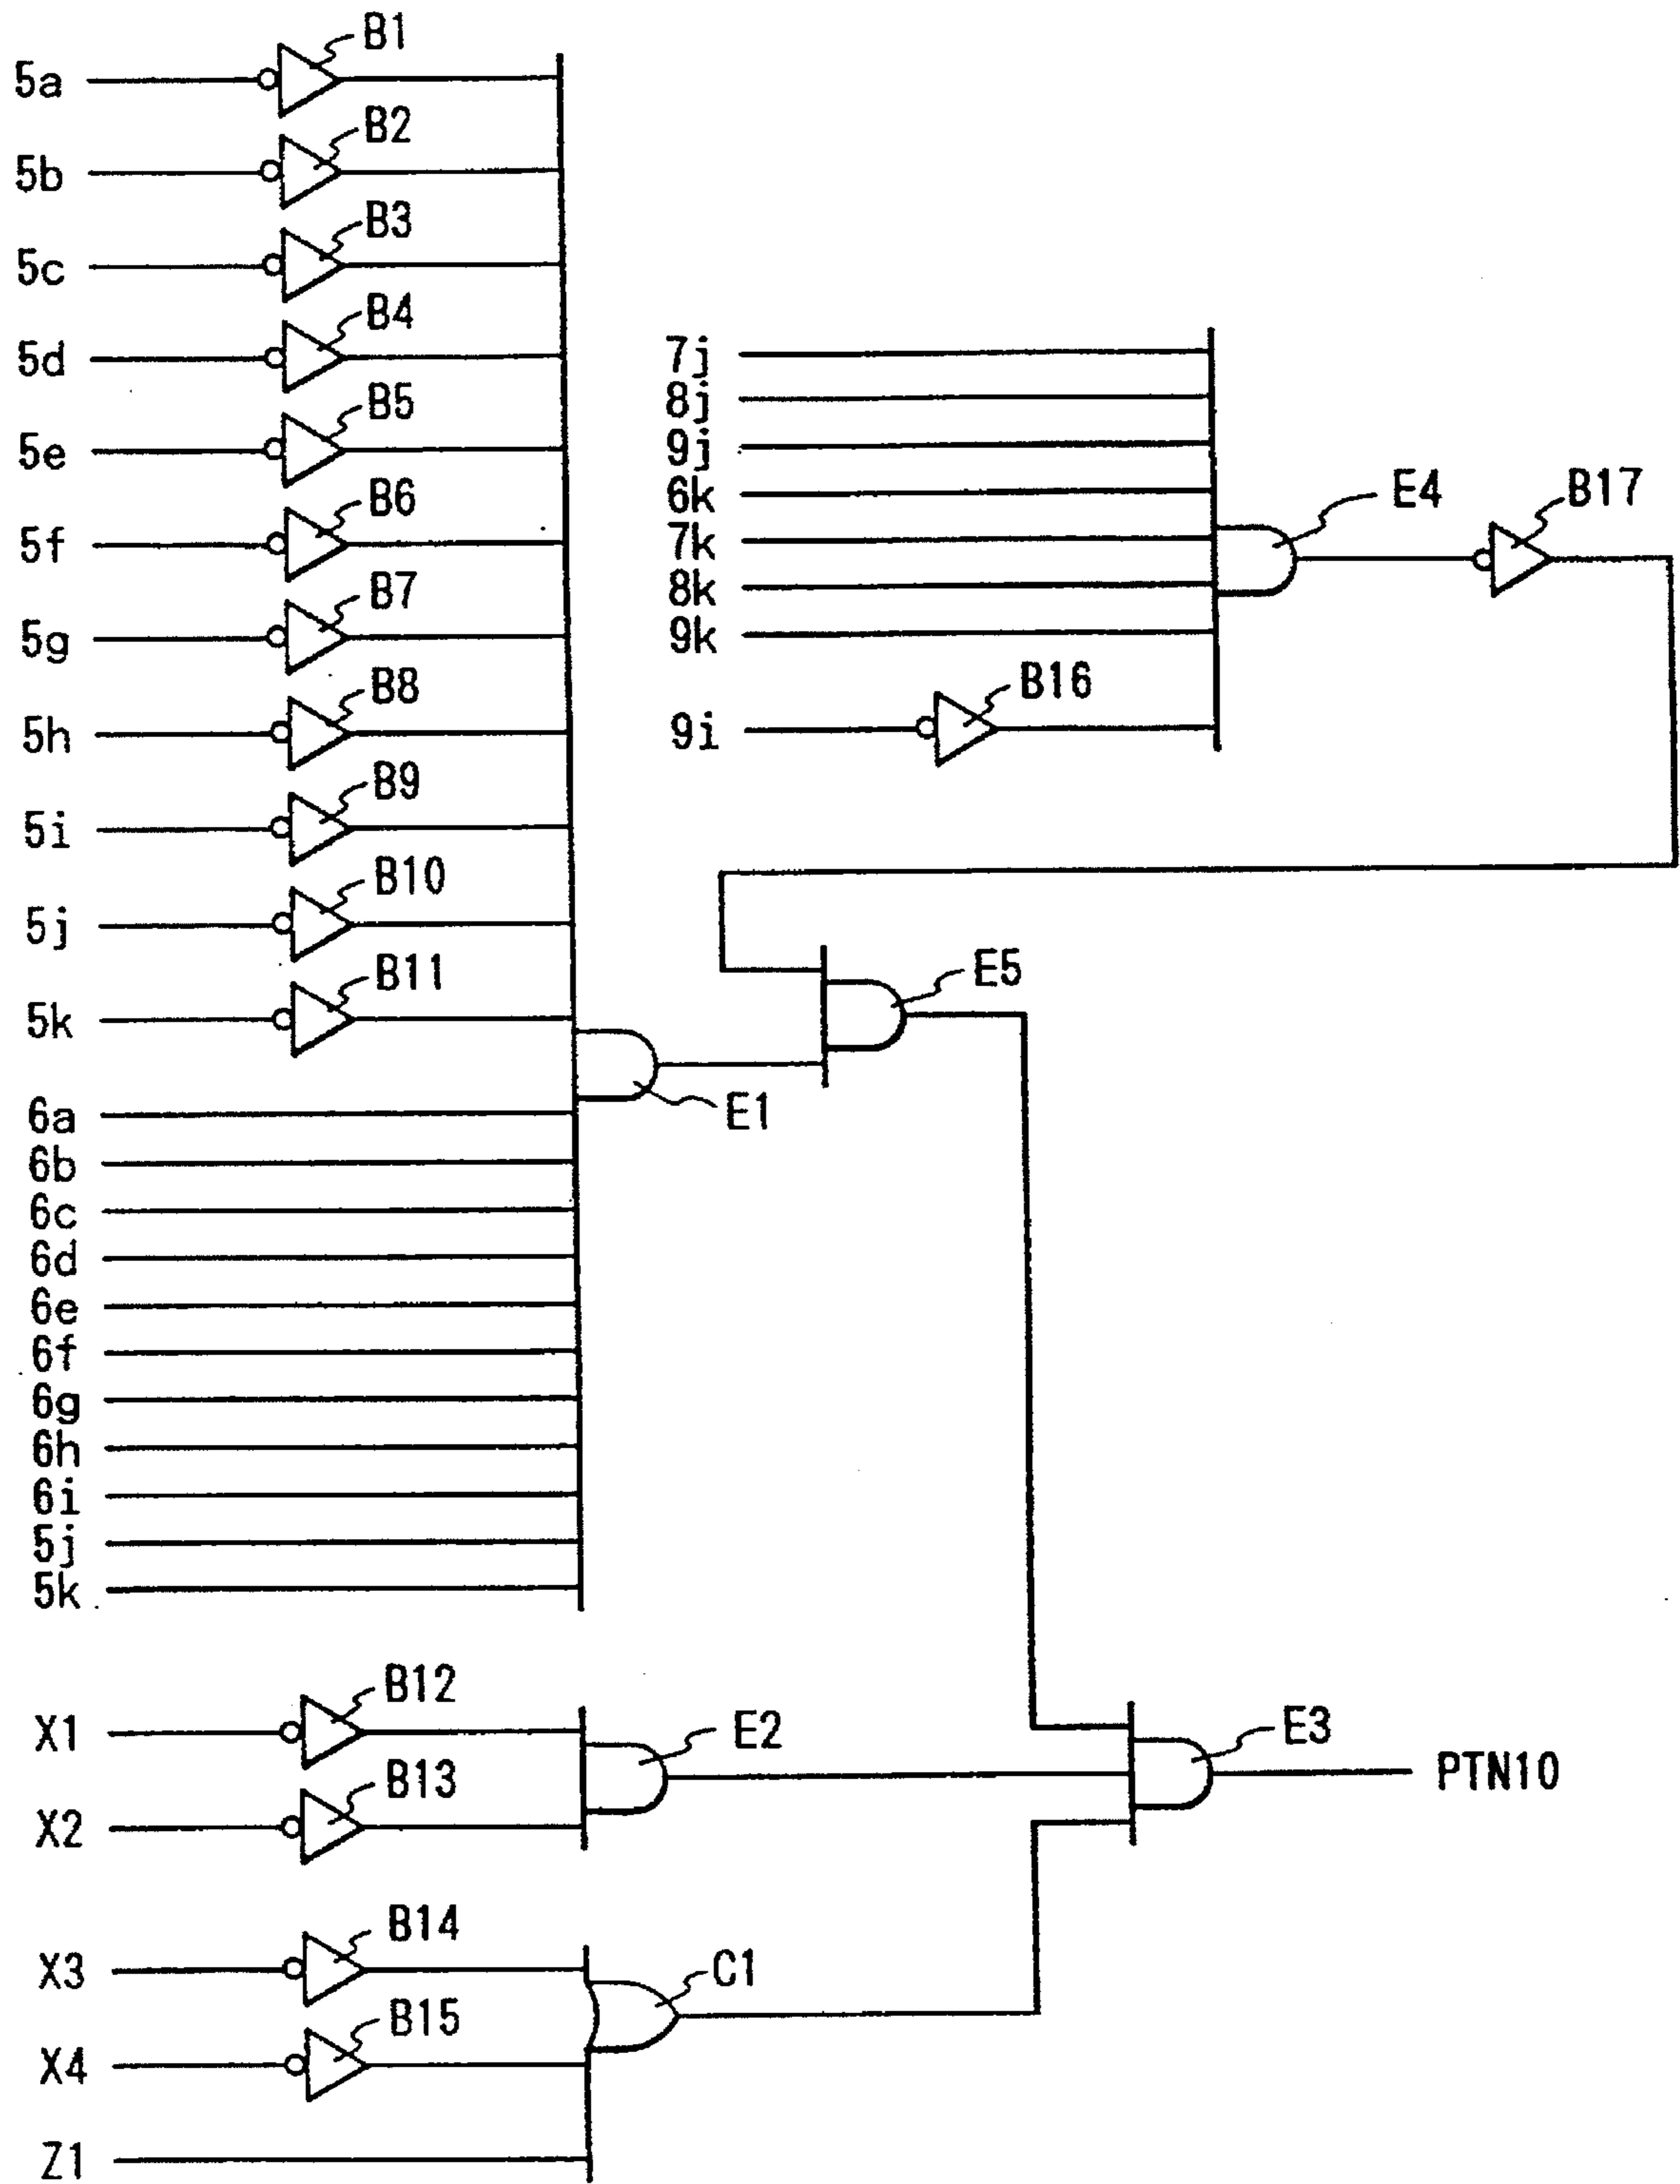 5a B1
5b B2
5c B3
5d B4
5e B5
5f B6
5g B7
5h B8
5i B9
5j B10
5k B11
6a
6b
6c
6d
6e
6f
6g
6h
6i
5j
5k
E1
7j
8j
9j
6k
7k
8k
9k
9i B16
E4
B17
E5
X1 B12
X2 B13
E2
E3
PTN10
X3 B14
X4 B15
Z1
C1